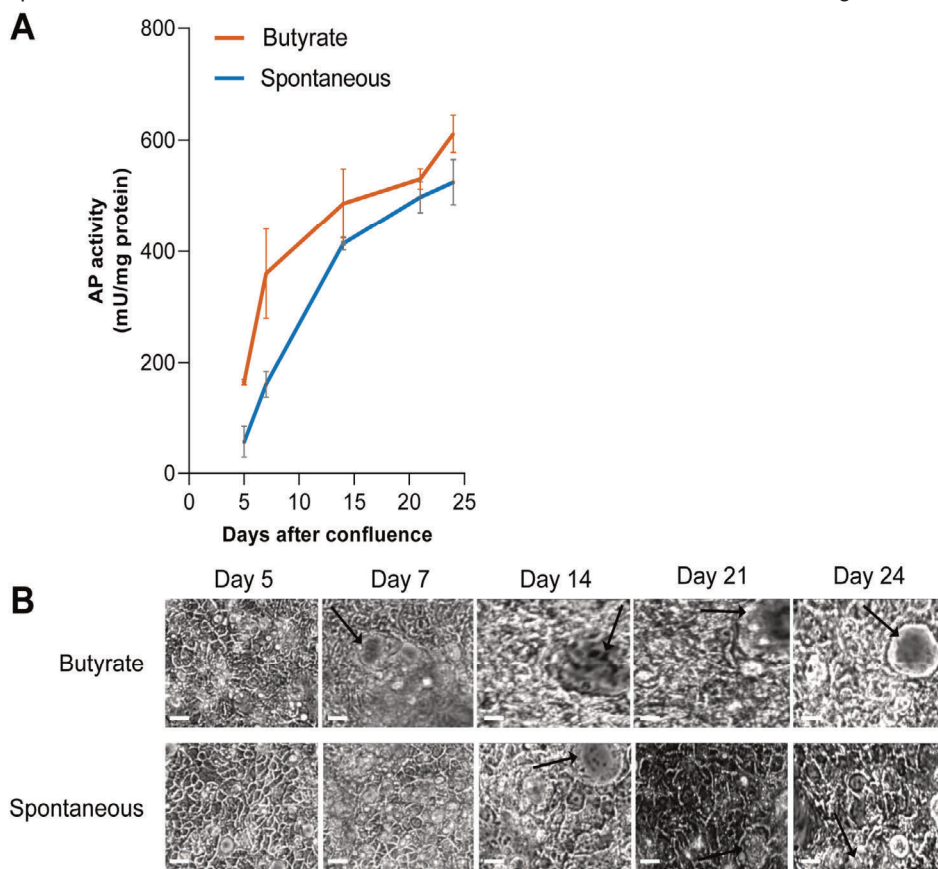 A
800
Butyrate
Spontaneous
600
400
200
0
AP activity
(mU/mg protein)
0 5 10 15 20 25
Days after confluence
B
Day 5 Day 7 Day 14 Day 21 Day 24
Butyrate
Spontaneous